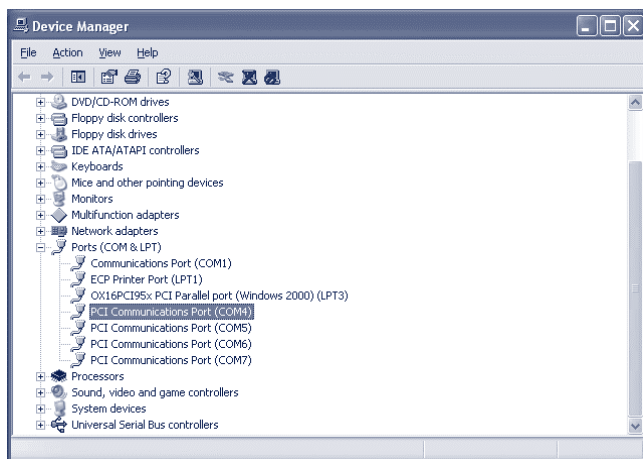 Device Manager
File Action View Help
DVD/CD-ROM drives
Floppy disk controllers
Floppy disk drives
IDE ATA/ATAPI controllers
Keyboards
Mice and other pointing devices
Monitors
Multifunction adapters
Network adapters
Ports (COM & LPT)
Communications Port (COM1)
ECP Printer Port (LPT1)
OX16PCI95x PCI Parallel port (Windows 2000) (LPT3)
PCI Communications Port (COM4)
PCI Communications Port (COM5)
PCI Communications Port (COM6)
PCI Communications Port (COM7)
Processors
Sound, video and game controllers
System devices
Universal Serial Bus controllers